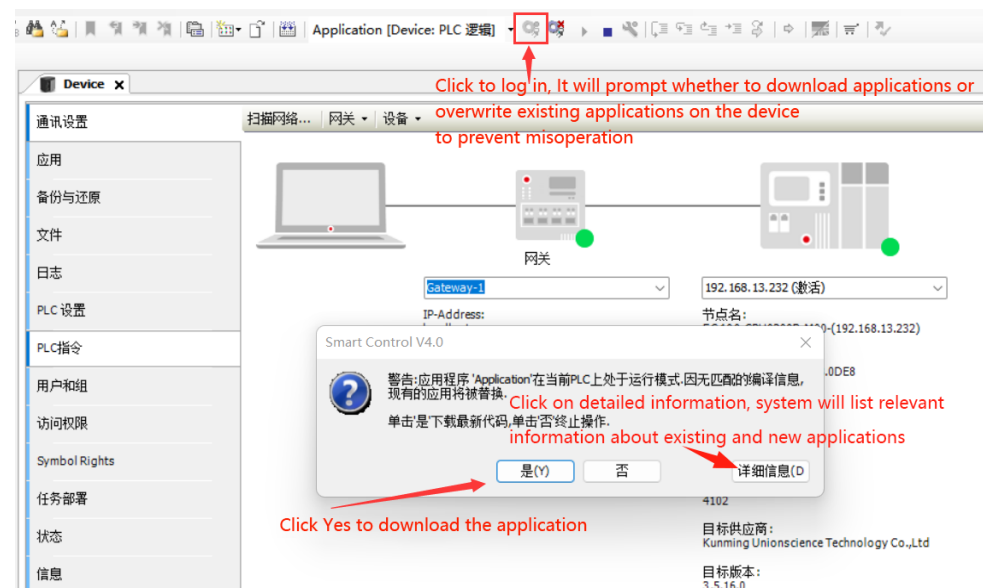 Application [Device: PLC 逻辑]
Device
Click to log in, It will prompt whether to download applications or
overwrite existing applications on the device
to prevent misoperation
通讯设置
扫描网络...
网关
设备
应用
备份与还原
文件
日志
PLC 设置
PLC指令
用户和组
访问权限
Symbol Rights
任务部署
状态
信息
网关
Gateway-1
192.168.13.232 (激活)
IP-Address:
节点名:
-(192.168.13.232)
.0DE8
Smart Control V4.0
警告:应用程序 'Application'在当前PLC上处于运行模式.因无匹配的编译信息,
现有的应用将被替换.
单击'是'下载最新代码,单击'否'终止操作.
Click on detailed information, system will list relevant
information about existing and new applications
是(Y)
否
详细信息(D
Click Yes to download the application
4102
目标供应商:
Kunming Unionscience Technology Co.,Ltd
目标版本:
3.5.16.0